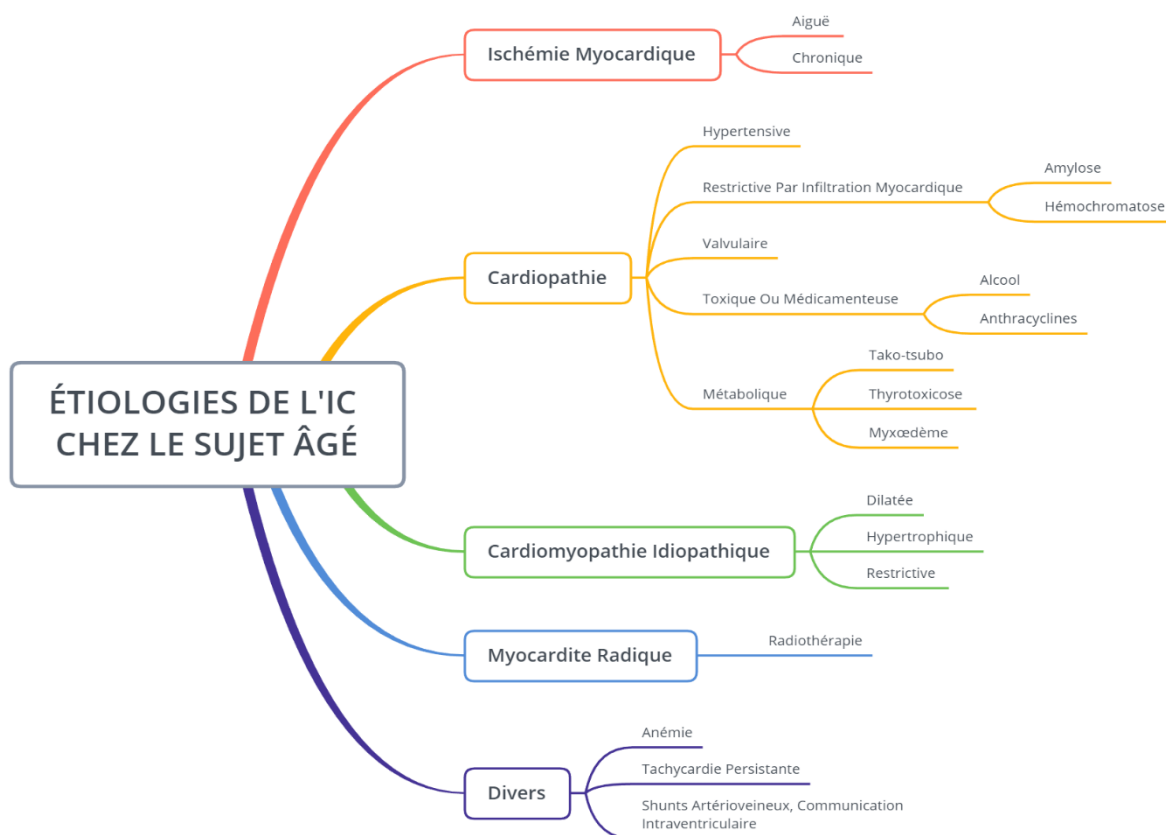 ÉTIOLOGIES DE L'IC
CHEZ LE SUJET ÂGÉ
Ischémie Myocardique
Aiguë
Chronique
Cardiopathie
Hypertensive
Restrictive Par Infiltration Myocardique
Amylose
Hémochromatose
Valvulaire
Toxique Ou Médicamenteuse
Alcool
Anthracyclines
Métabolique
Tako-tsubo
Thyrotoxicose
Myxœdème
Cardiomyopathie Idiopathique
Dilatée
Hypertrophique
Restrictive
Myocardite Radique
Radiothérapie
Divers
Anémie
Tachycardie Persistante
Shunts Artérioveineux, Communication
Intraventriculaire